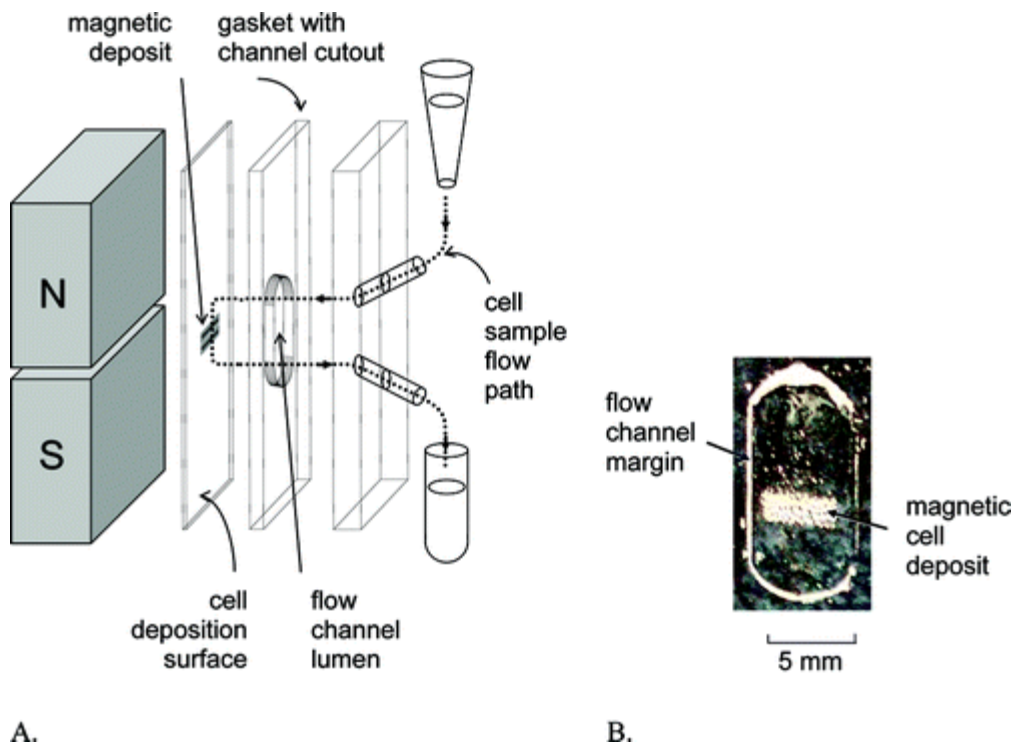 magnetic
deposit
gasket with
channel cutout
N
S
cell
sample
flow
path
cell
deposition
surface
flow
channel
lumen
A.
flow
channel
margin
magnetic
cell
deposit
5 mm
B.